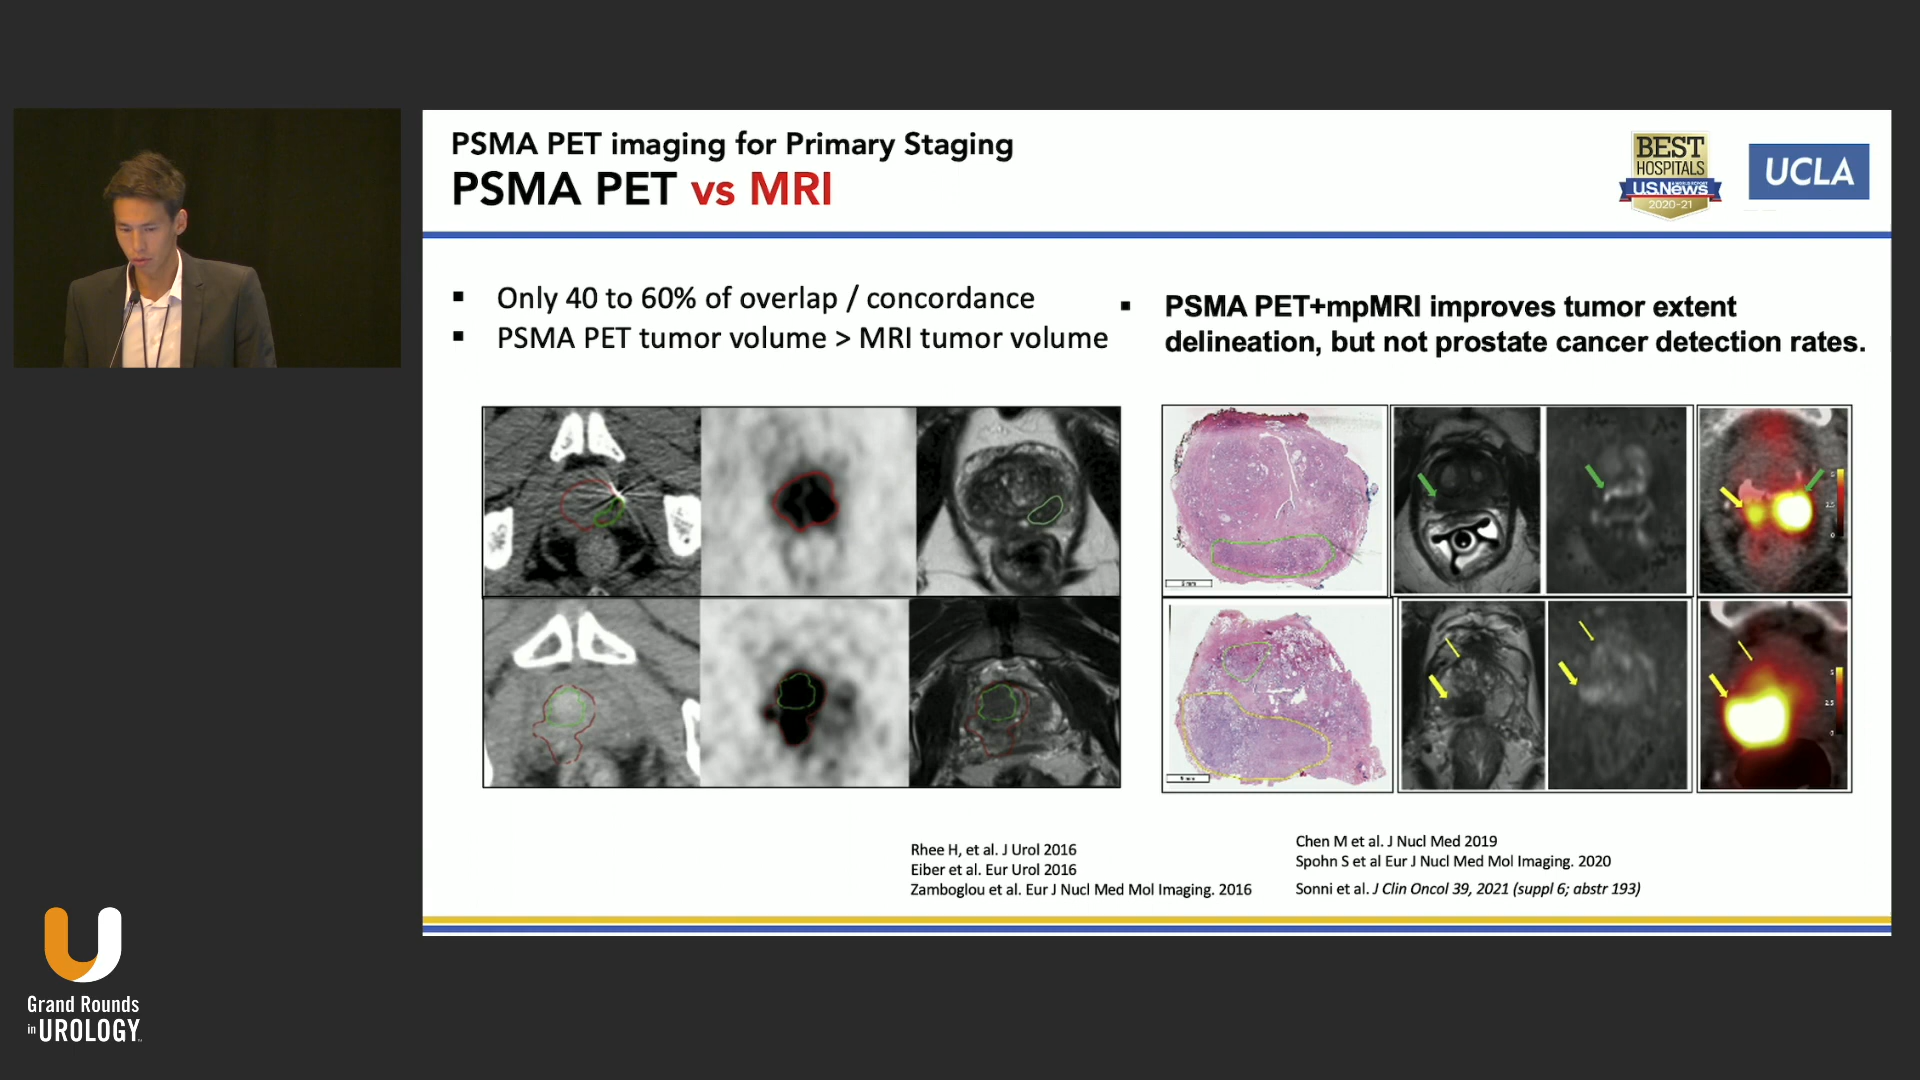 PSMA PET imaging for Primary Staging
PSMA PET vs MRI
BEST
HOSPITALS
U.S.News
2020-21
UCLA
▪ Only 40 to 60% of overlap / concordance
▪ PSMA PET tumor volume > MRI tumor volume
▪ PSMA PET+mpMRI improves tumor extent
delineation, but not prostate cancer detection rates.
Rhee H, et al. J Urol 2016
Eiber et al. Eur Urol 2016
Zamboglou et al. Eur J Nucl Med Mol Imaging. 2016
Chen M et al. J Nucl Med 2019
Spohn S et al Eur J Nucl Med Mol Imaging. 2020
Sonni et al. J Clin Oncol 39, 2021 (suppl 6; abstr 193)
Grand Rounds
in UROLOGY